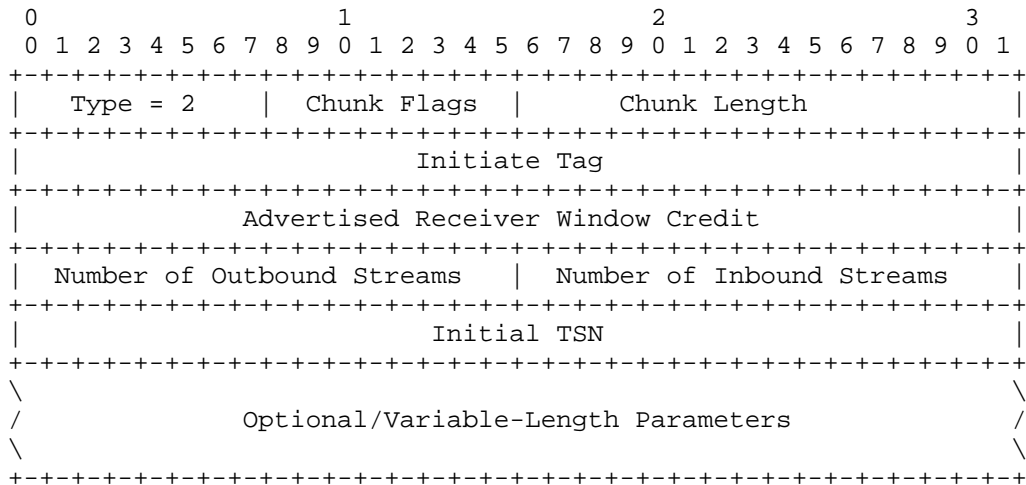 0                   1                   2                   3
 0 1 2 3 4 5 6 7 8 9 0 1 2 3 4 5 6 7 8 9 0 1 2 3 4 5 6 7 8 9 0 1
+-+-+-+-+-+-+-+-+-+-+-+-+-+-+-+-+-+-+-+-+-+-+-+-+-+-+-+-+-+-+-+-+
|   Type = 2    |  Chunk Flags  |      Chunk Length             |
+-+-+-+-+-+-+-+-+-+-+-+-+-+-+-+-+-+-+-+-+-+-+-+-+-+-+-+-+-+-+-+-+
|                         Initiate Tag                          |
+-+-+-+-+-+-+-+-+-+-+-+-+-+-+-+-+-+-+-+-+-+-+-+-+-+-+-+-+-+-+-+-+
|              Advertised Receiver Window Credit                |
+-+-+-+-+-+-+-+-+-+-+-+-+-+-+-+-+-+-+-+-+-+-+-+-+-+-+-+-+-+-+-+-+
|  Number of Outbound Streams   |  Number of Inbound Streams    |
+-+-+-+-+-+-+-+-+-+-+-+-+-+-+-+-+-+-+-+-+-+-+-+-+-+-+-+-+-+-+-+-+
|                          Initial TSN                          |
+-+-+-+-+-+-+-+-+-+-+-+-+-+-+-+-+-+-+-+-+-+-+-+-+-+-+-+-+-+-+-+-+
\                                                               \
/              Optional/Variable-Length Parameters              /
\                                                               \
+-+-+-+-+-+-+-+-+-+-+-+-+-+-+-+-+-+-+-+-+-+-+-+-+-+-+-+-+-+-+-+-+